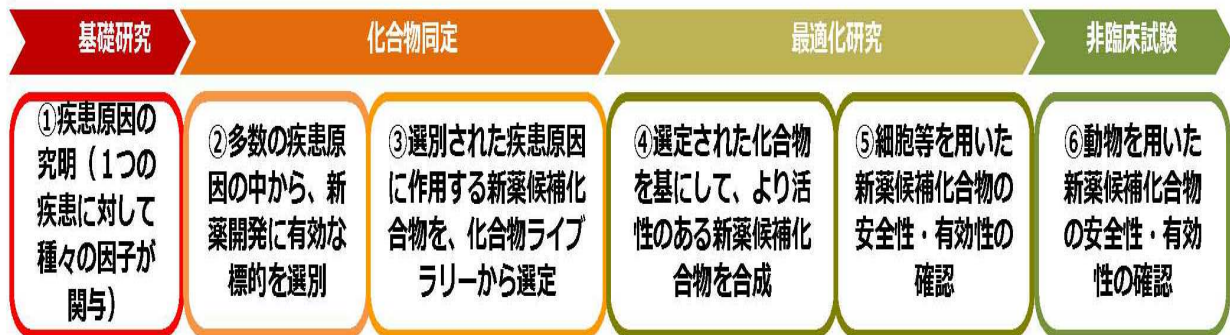 基礎研究
化合物同定
最適化研究
非臨床試験
①疾患原因の
究明（1つの
疾患に対して
種々の因子が
関与）
②多数の疾患原
因の中から、新
薬開発に有効な
標的を選別
③選別された疾患原因
に作用する新薬候補化
合物を、化合物ライブ
ラリーから選定
④選定された化合物
を基にして、より活
性のある新薬候補化
合物を合成
⑤細胞等を用いた
新薬候補化合物の
安全性・有効性の
確認
⑥動物を用いた
新薬候補化合物
の安全性・有効
性の確認